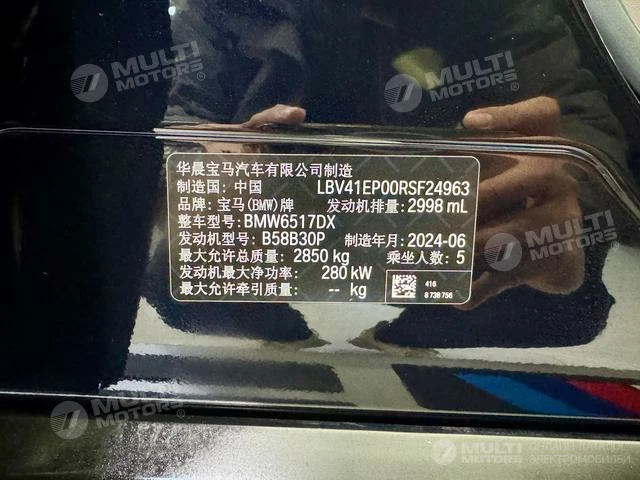 MULTI MOTORS®
MULTI MOTORS®
华晨宝马汽车有限公司制造
制造国: 中国 LBV41EP00RSF24963
品牌: 宝马(BMW)牌 发动机排量: 2998 mL
整车型号: BMW6517DX
发动机型号: B58B30P 制造年月: 2024-06
最大允许总质量: 2850 kg 乘坐人数: 5
发动机最大净功率: 280 kW
最大允许牵引质量: -- kg
416
8 738 756
MULTI MOTORS®
MULTI MOTORS
ЭЛЕКТРОМОБИЛИ